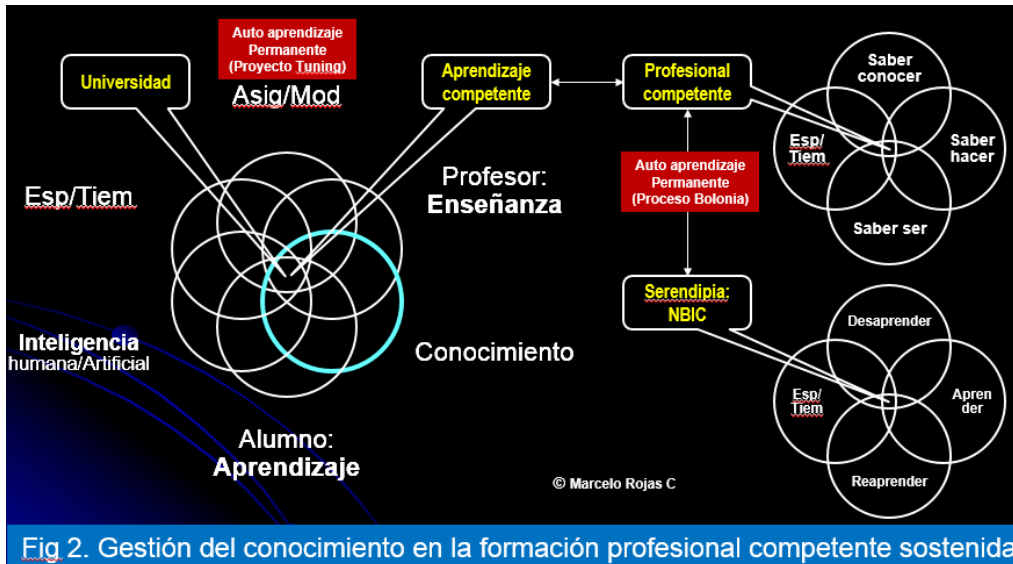 Auto aprendizaje
Permanente
(Proyecto Tuning)
Universidad
Asig/Mod
Aprendizaje
competente
Profesional
competente
Saber
conocer
Esp/
Tiem
Saber
hacer
Saber ser
Esp/Tiem
Profesor:
Enseñanza
Auto aprendizaje
Permanente
(Proceso Bolonia)
Serendipia:
NBIC
Inteligencia
humana/Artificial
Conocimiento
Desaprender
Esp/
Tiem
Apren
der
Reaprender
Alumno:
Aprendizaje
© Marcelo Rojas C
Fig 2. Gestión del conocimiento en la formación profesional competente sostenida